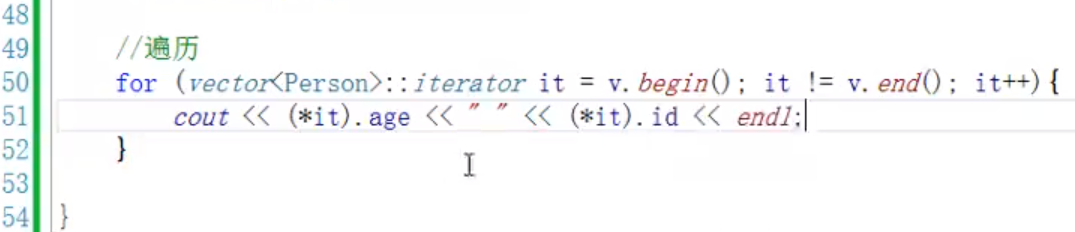 48
49 //遍历
50 for (vector<Person>::iterator it = v.begin(); it != v.end(); it++){
51 cout << (*it).age << " " << (*it).id << endl;
52 }
53
54 }